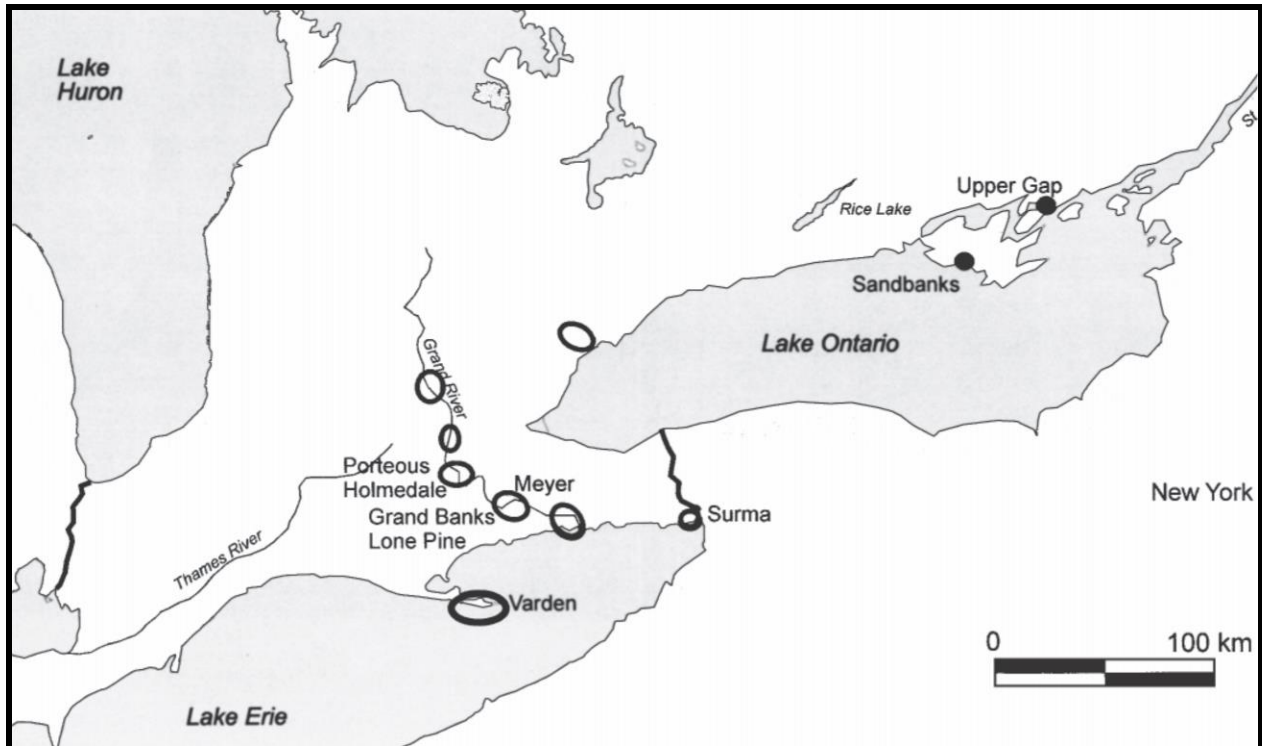 Lake
Huron
St
Upper Gap
Rice Lake
Sandbanks
Lake Ontario
Grand River
Porteous
Holmedale
Meyer
Grand Banks
Lone Pine
New York
Surma
Thames River
Varden
0 100 km
Lake Erie